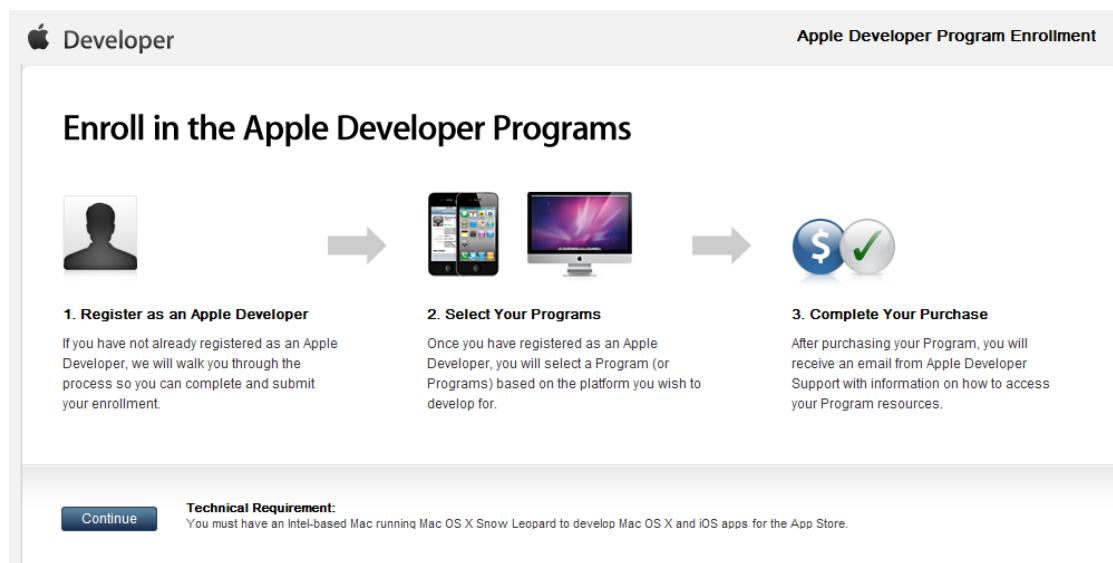 Developer
Apple Developer Program Enrollment
Enroll in the Apple Developer Programs
$
1. Register as an Apple Developer
If you have not already registered as an Apple
Developer, we will walk you through the
process so you can complete and submit
your enrollment.
2. Select Your Programs
Once you have registered as an Apple
Developer, you will select a Program (or
Programs) based on the platform you wish to
develop for.
3. Complete Your Purchase
After purchasing your Program, you will
receive an email from Apple Developer
Support with information on how to access
your Program resources.
Continue
Technical Requirement:
You must have an Intel-based Mac running Mac OS X Snow Leopard to develop Mac OS X and iOS apps for the App Store.